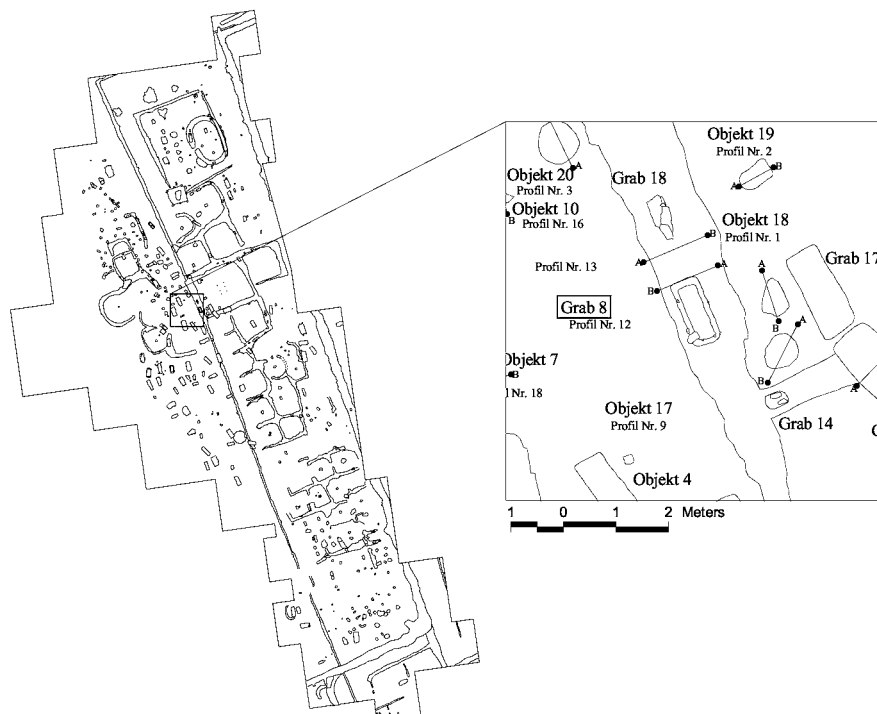 Objekt 19
Profil Nr. 2
A
B
A
Objekt 20
Profil Nr. 3
Grab 18
Objekt 10
Profil Nr. 16
B
Objekt 18
Profil Nr. 1
B
A
Grab 17
Profil Nr. 13
A
A
B
Grab 8
Profil Nr. 12
B
A
Objekt 7
B
l Nr. 18
B
A
Objekt 17
Profil Nr. 9
Grab 14
Objekt 4
1 0 1 2 Meters